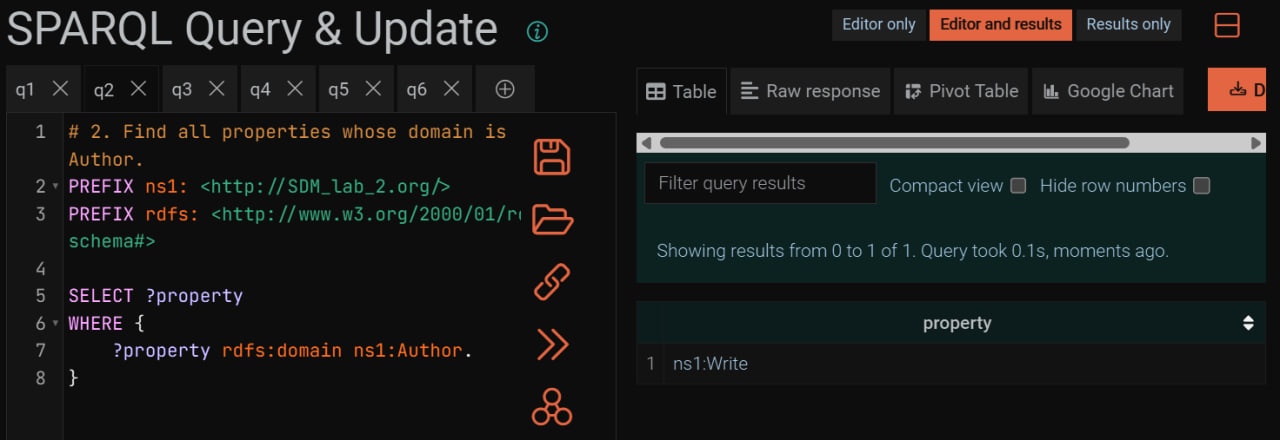 SPARQL Query & Update
Editor only
Editor and results
Results only
q1
q2
q3
q4
q5
q6
Table
Raw response
Pivot Table
Google Chart
D
1 # 2. Find all properties whose domain is
Author.
2 PREFIX ns1: <http://SDM_lab_2.org/>
3 PREFIX rdfs: <http://www.w3.org/2000/01/
schema#>
4
5 SELECT ?property
6 WHERE {
7 ?property rdfs:domain ns1:Author.
8 }
Filter query results
Compact view
Hide row numbers
Showing results from 0 to 1 of 1. Query took 0.1s, moments ago.
property
1 ns1:Write